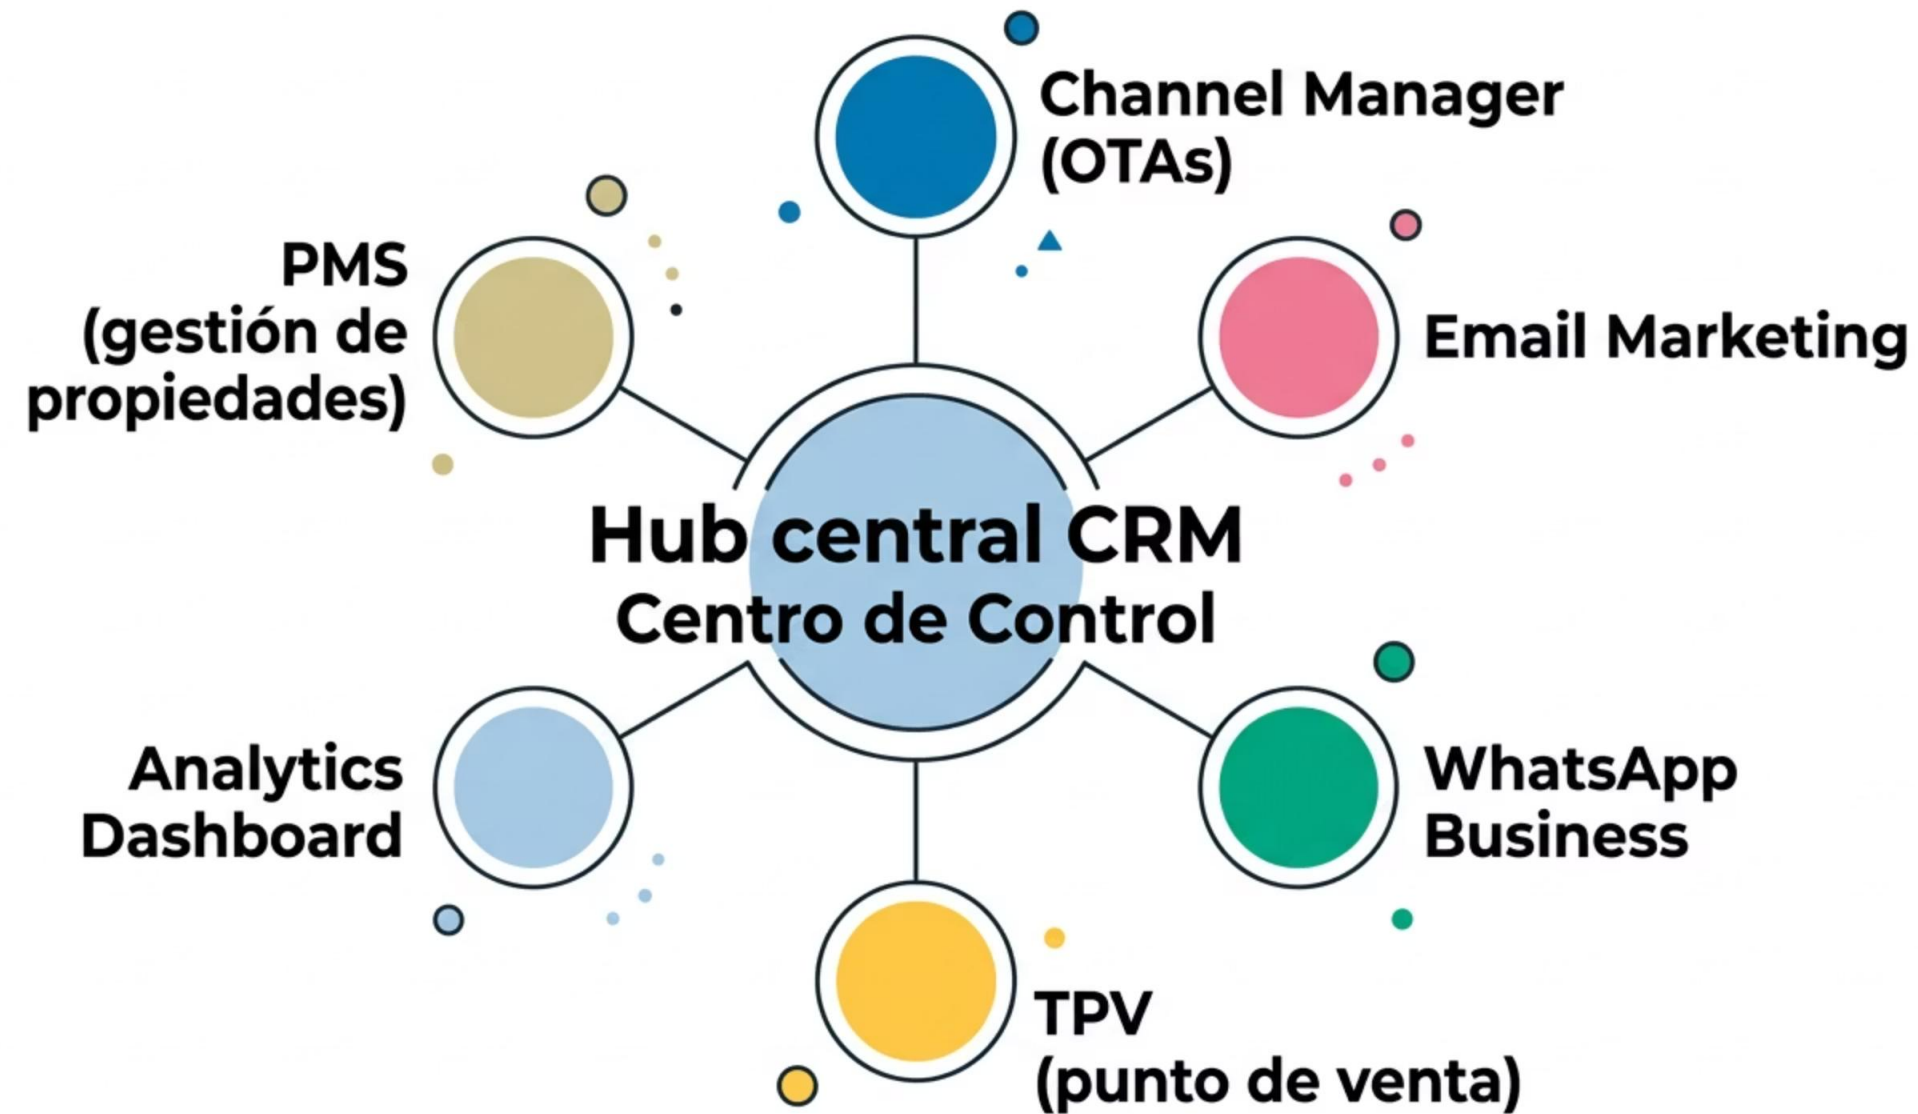 Channel Manager
(OTAs)
PMS
(gestión de
propiedades)
Email Marketing
Hub central CRM
Centro de Control
Analytics
Dashboard
WhatsApp
Business
TPV
(punto de venta)